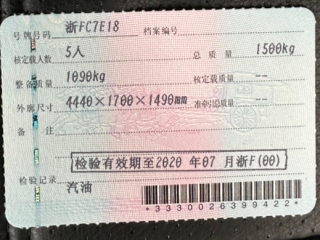 号牌号码 浙FC7E18 档案编号
核定载人数 5人 总质量 1500kg
整备质量 1090kg 核定载质量 --
外廓尺寸 4440×1700×1490mm 准牵引总质量 --
备注
检验有效期至2020年07月浙F(00)
检验记录 汽油
*3330026399422*